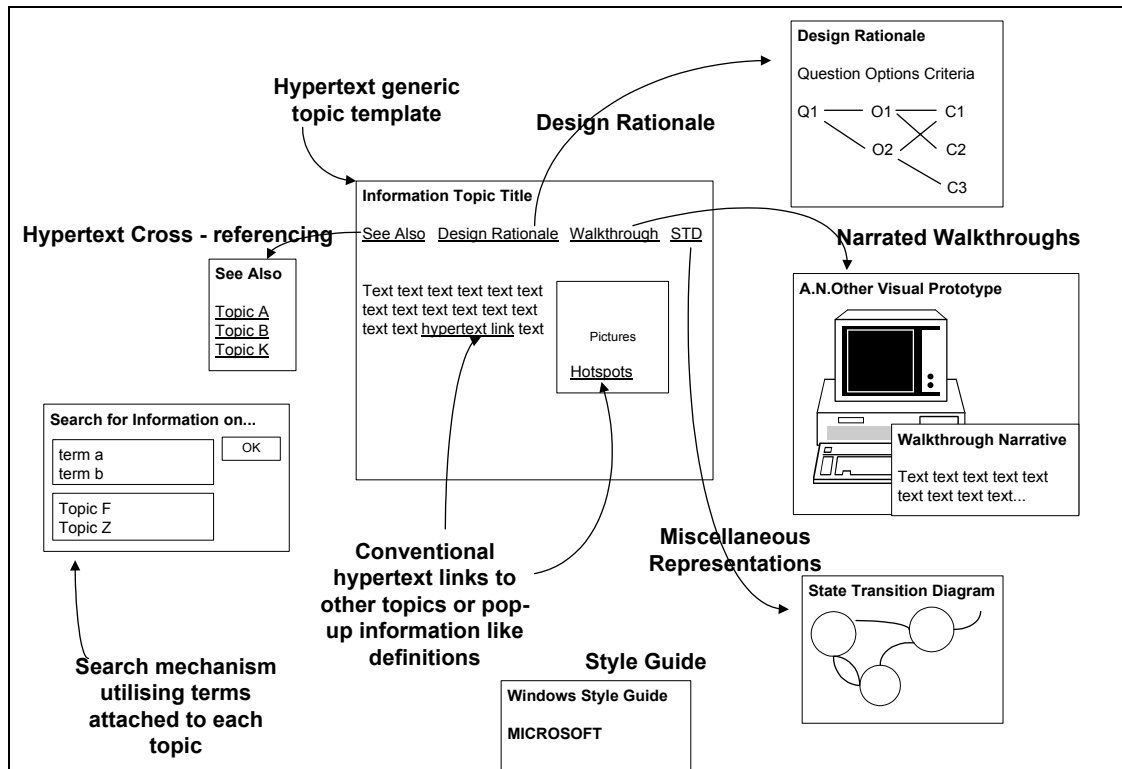 Design Rationale
Question Options Criteria
Q1 O1 C1
O2 C2
C3
Hypertext generic
topic template
Design Rationale
Information Topic Title
See Also Design Rationale Walkthrough STD
Hypertext Cross - referencing
See Also
Topic A
Topic B
Topic K
Text text text text text text
text text text text text text
text text hypertext link text
Pictures
Hotspots
Narrated Walkthroughs
A.N.Other Visual Prototype
Walkthrough Narrative
Text text text text text
text text text text...
Search for Information on...
OK
term a
term b
Topic F
Topic Z
Search mechanism
utilising terms
attached to each
topic
Conventional
hypertext links to
other topics or pop-
up information like
definitions
Miscellaneous
Representations
State Transition Diagram
Style Guide
Windows Style Guide
MICROSOFT